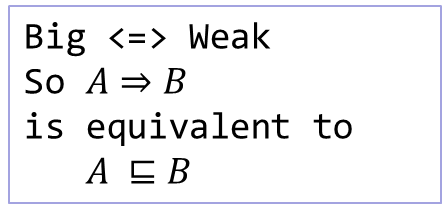 Big <=> Weak
So A ⇒ B
is equivalent to
A ⊑ B